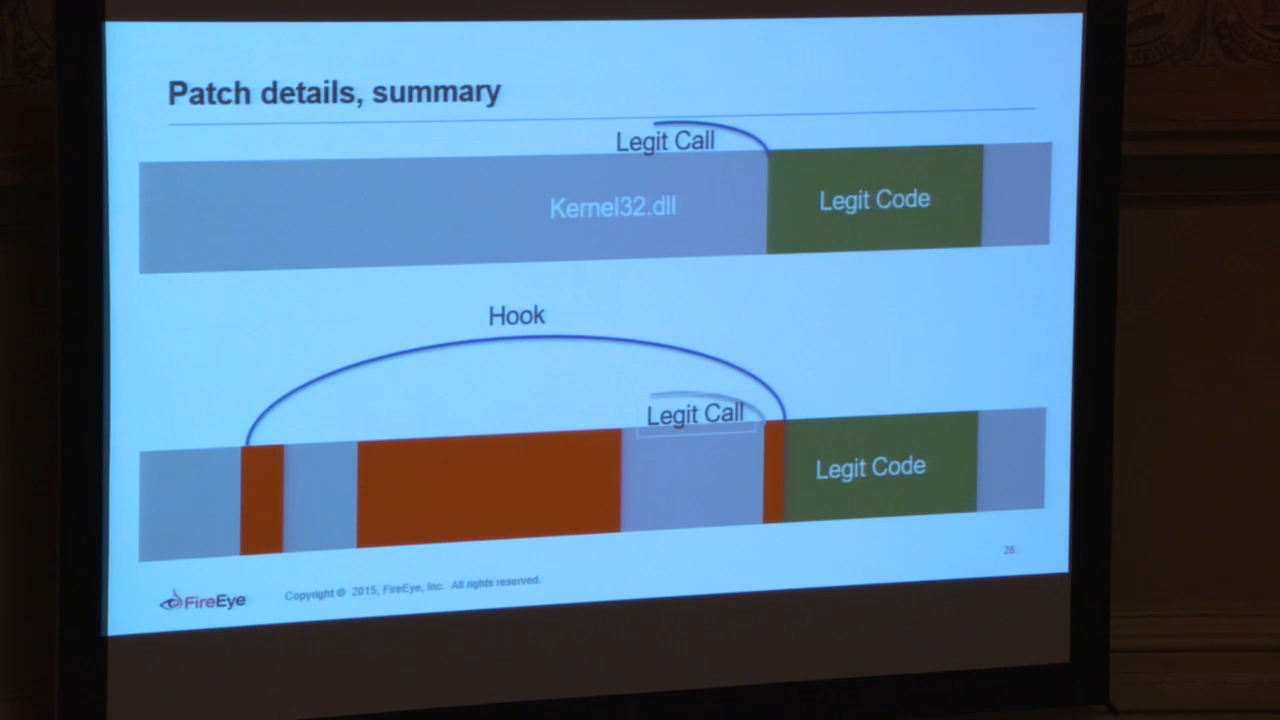 Patch details, summary
Legit Call
Kernel32.dll
Legit Code
Hook
Legit Call
Legit Code
26
FireEye
Copyright © 2015, FireEye, Inc. All rights reserved.